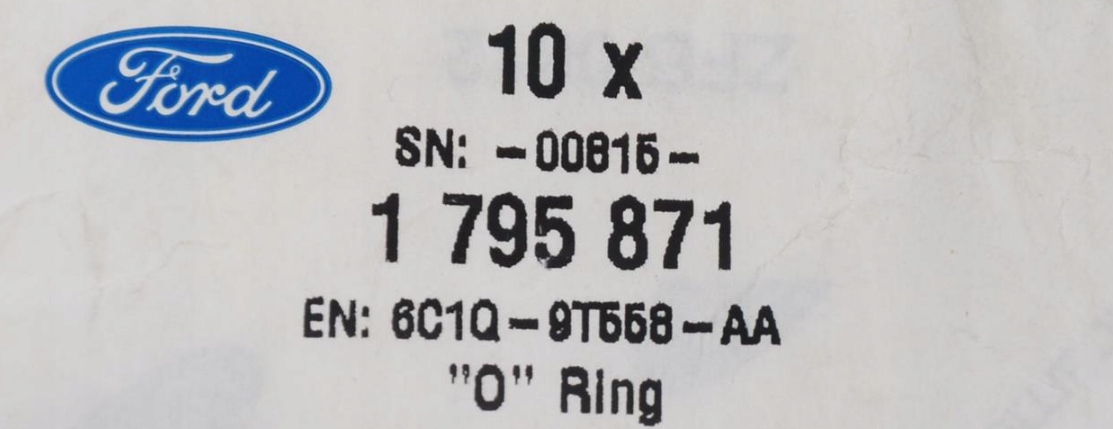 Ford
10 x
SN: -00815-
1 795 871
EN: 6C1Q-9T558-AA
"O" Ring